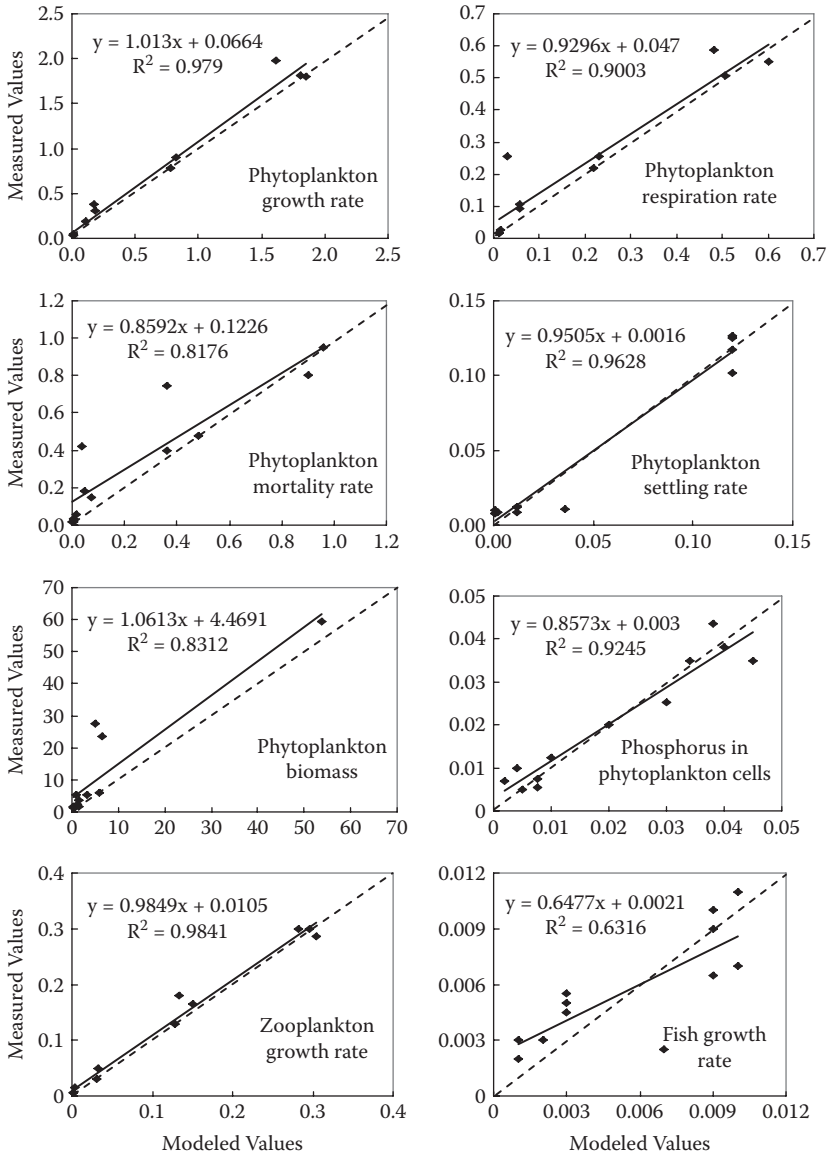 Measured Values
2.5
2.0
1.5
1.0
0.5
0.0
y = 1.013x + 0.0664
R² = 0.979
Phytoplankton
growth rate
0.0 0.5 1.0 1.5 2.0 2.5
0.7
0.6
0.5
0.4
0.3
0.2
0.1
0
y = 0.9296x + 0.047
R² = 0.9003
Phytoplankton
respiration rate
0 0.1 0.2 0.3 0.4 0.5 0.6 0.7
Measured Values
1.2
1.0
0.8
0.6
0.4
0.2
0.0
y = 0.8592x + 0.1226
R² = 0.8176
Phytoplankton
mortality rate
0.0 0.2 0.4 0.6 0.8 1.0 1.2
0.15
0.10
0.05
0.00
y = 0.9505x + 0.0016
R² = 0.9628
Phytoplankton
settling rate
0.00 0.05 0.10 0.15
Measured Values
70
60
50
40
30
20
10
0
y = 1.0613x + 4.4691
R² = 0.8312
Phytoplankton
biomass
0 10 20 30 40 50 60 70
0.05
0.04
0.03
0.02
0.01
0
y = 0.8573x + 0.003
R² = 0.9245
Phosphorus in
phytoplankton cells
0 0.01 0.02 0.03 0.04 0.05
Measured Values
0.4
0.3
0.2
0.1
0
y = 0.9849x + 0.0105
R² = 0.9841
Zooplankton
growth rate
0 0.1 0.2 0.3 0.4
Modeled Values
0.012
0.009
0.006
0.003
0
y = 0.6477x + 0.0021
R² = 0.6316
Fish growth
rate
0 0.003 0.006 0.009 0.012
Modeled Values